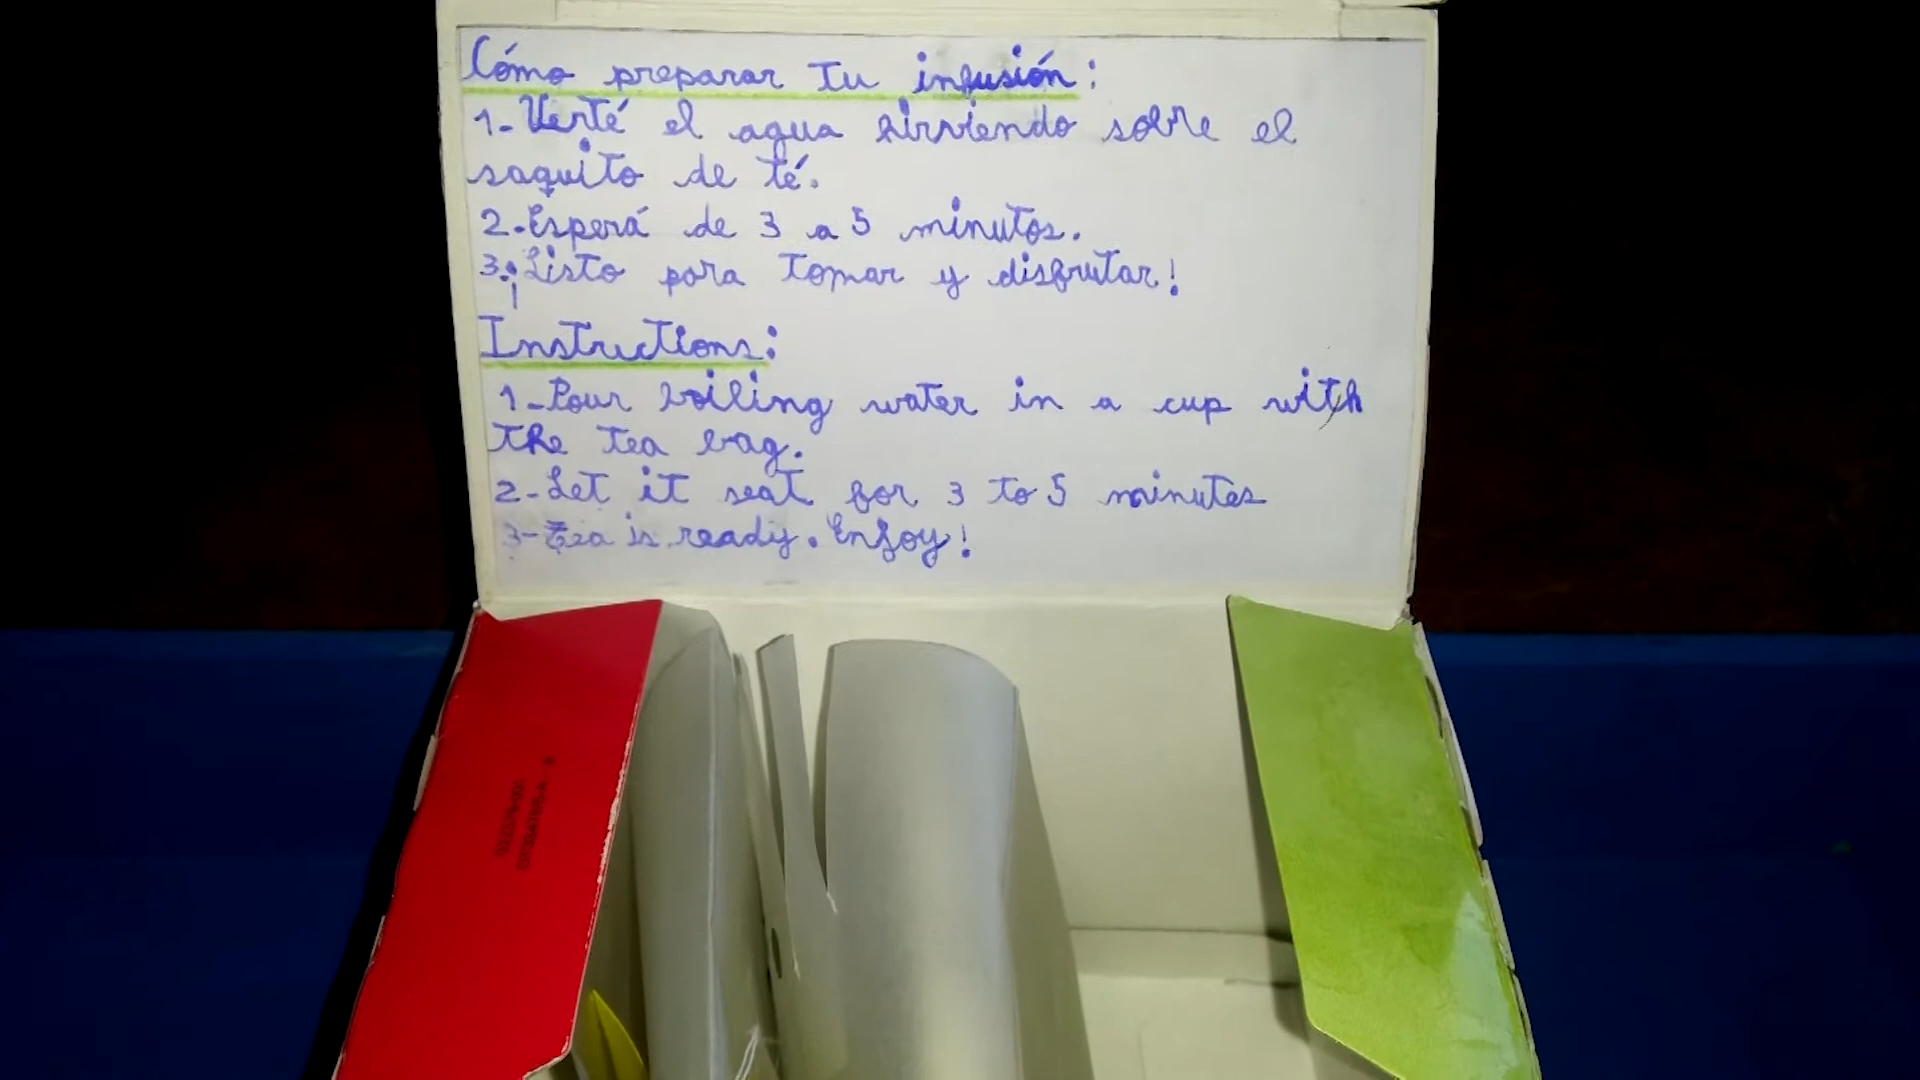 Cómo preparar tu infusión:
1-Verté el agua hirviendo sobre el
saquito de té.
2-Esperá de 3 a 5 minutos.
3-¡Listo para tomar y disfrutar!
Instructions:
1-Pour boiling water in a cup with
the tea bag.
2-Let it seat for 3 to 5 minutes
3-Tea is ready. Enjoy!